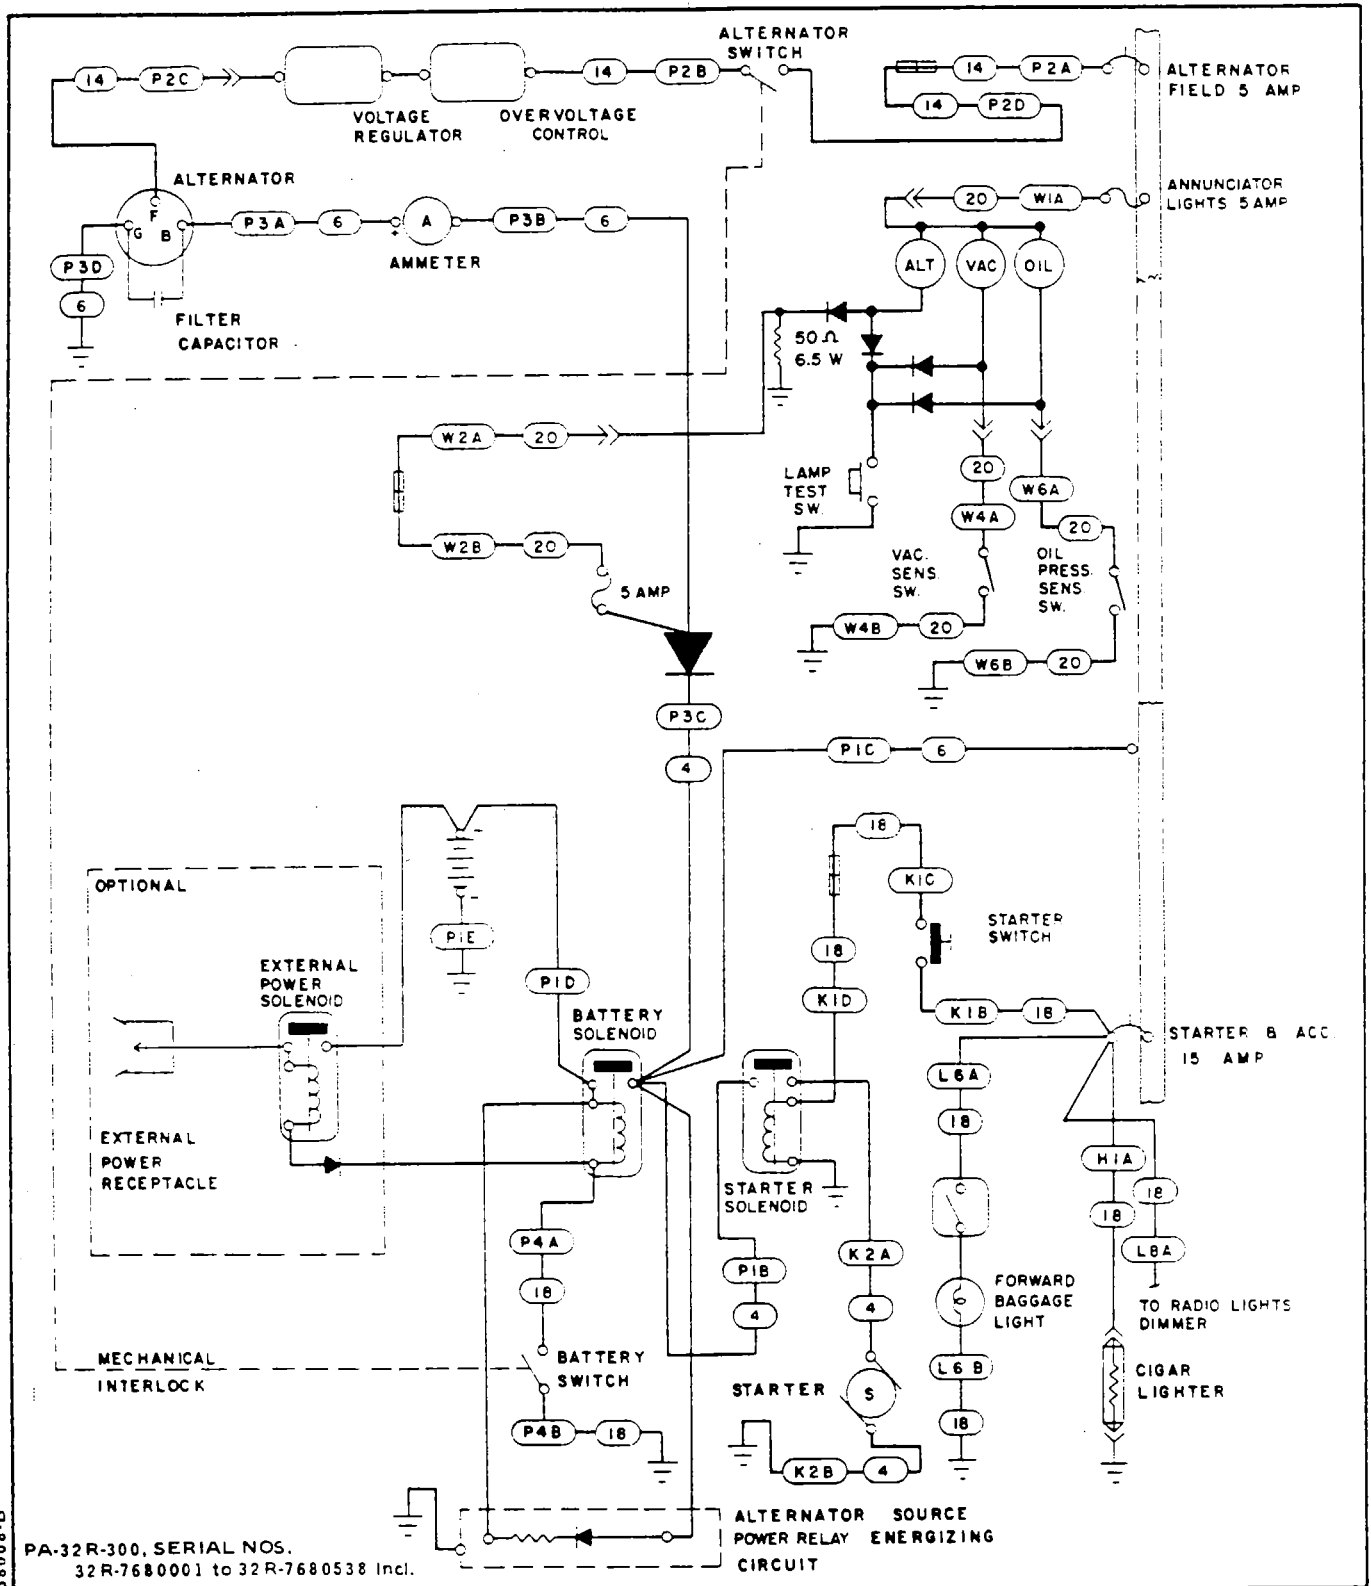 ALTERNATOR
SWITCH
14
P2C
14
P2B
14
P2A
ALTERNATOR
FIELD 5 AMP
14
P2D
VOLTAGE
REGULATOR
OVERVOLTAGE
CONTROL
ALTERNATOR
F
G
B
P3A
6
+
A
P3B
6
AMMETER
P3D
6
FILTER
CAPACITOR
20
W1A
ANNUNCIATOR
LIGHTS 5 AMP
ALT
VAC
OIL
50 Ω
6.5 W
W2A
20
W2B
20
5 AMP
LAMP
TEST
SW.
20
W4A
W6A
20
VAC.
SENS.
SW.
OIL
PRESS.
SENS.
SW.
W4B
20
W6B
20
P3C
4
P1C
6
18
K1C
STARTER
SWITCH
18
K1D
K1B
18
STARTER & ACC.
15 AMP
OPTIONAL
P1E
P1D
EXTERNAL
POWER
SOLENOID
BATTERY
SOLENOID
EXTERNAL
POWER
RECEPTACLE
STARTER
SOLENOID
L6A
18
H1A
18
18
L8A
TO RADIO LIGHTS
DIMMER
P4A
18
P1B
4
K2A
4
FORWARD
BAGGAGE
LIGHT
L6B
18
CIGAR
LIGHTER
MECHANICAL
INTERLOCK
BATTERY
SWITCH
P4B
18
STARTER
S
K2B
4
ALTERNATOR SOURCE
POWER RELAY ENERGIZING
CIRCUIT
PA-32R-300, SERIAL NOS.
32R-7680001 to 32R-7680538 Incl.